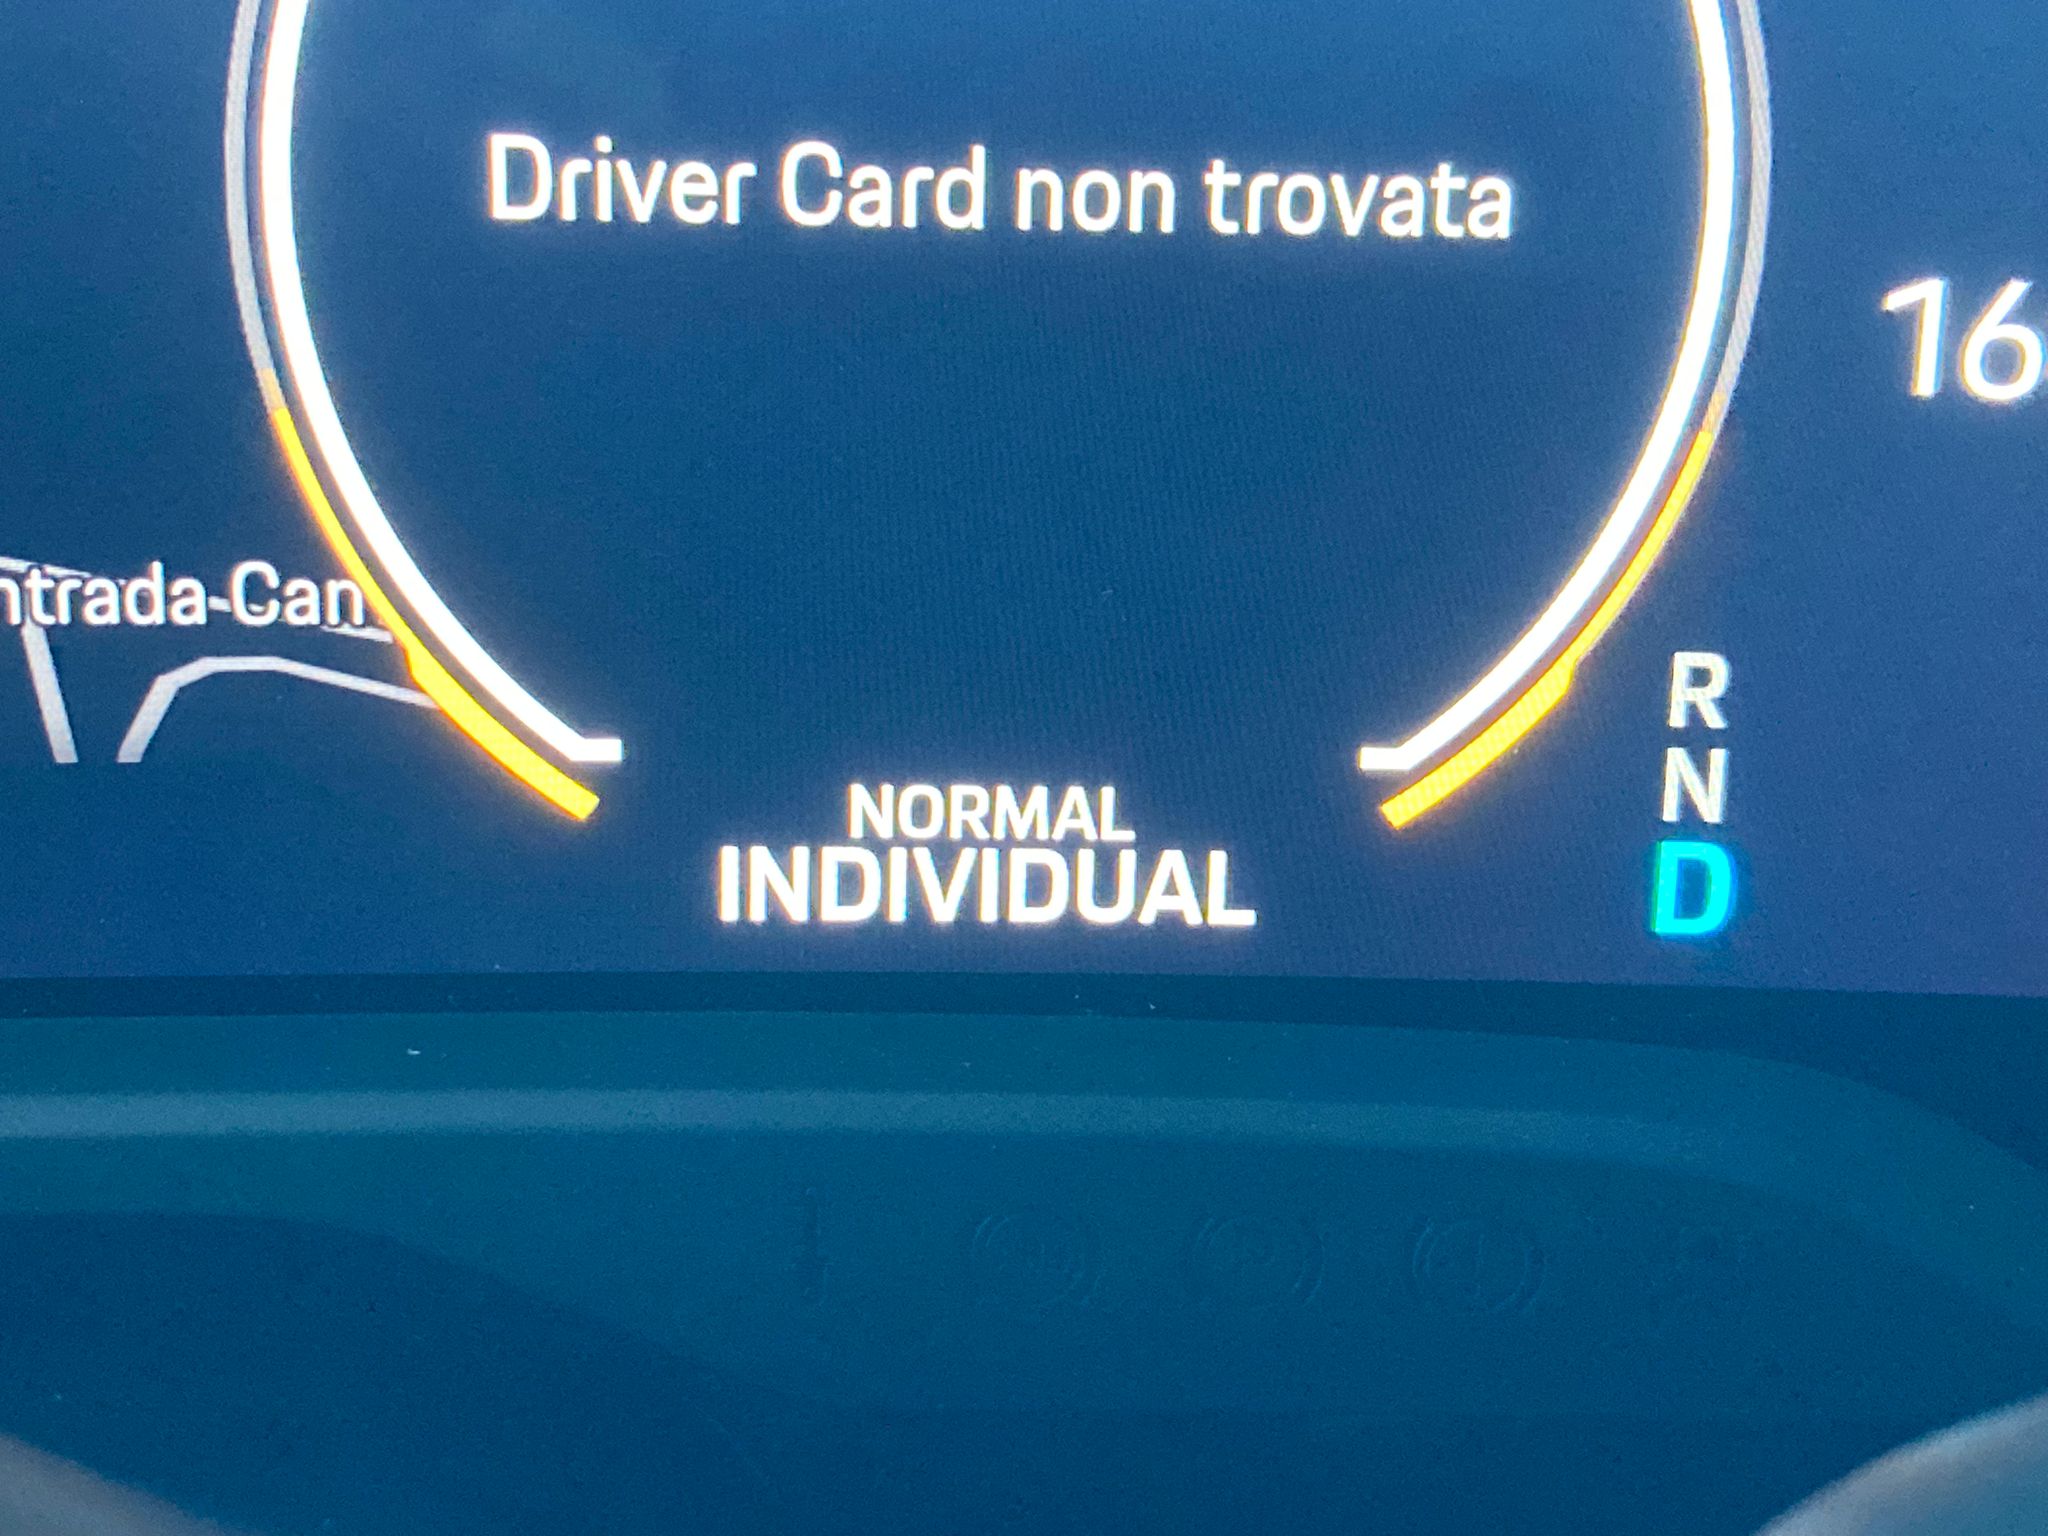 Driver Card non trovata
16
ntrada-Can
R
N
D
NORMAL
INDIVIDUAL